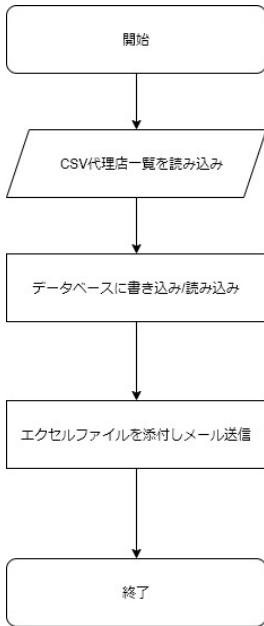 開始
CSV代理店一覧を読み込み
データベースに書き込み/読み込み
エクセルファイルを添付しメール送信
終了